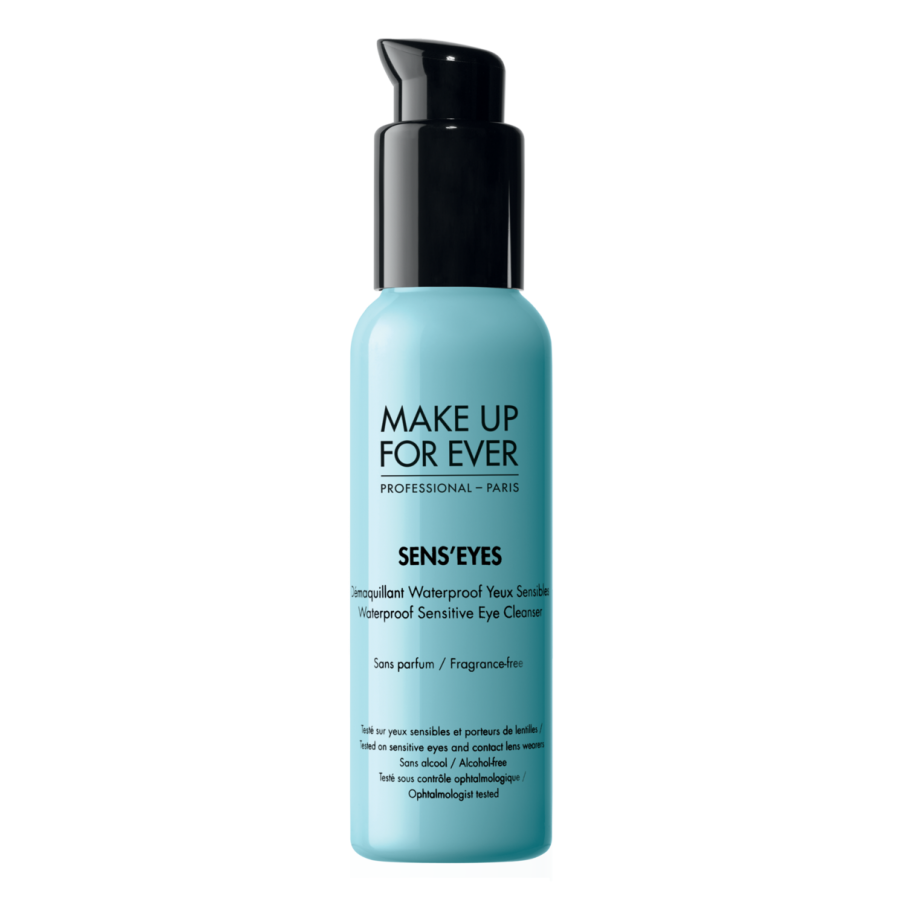 MAKE UP
FOR EVER
PROFESSIONAL – PARIS
SENS'EYES
Démaquillant Waterproof Yeux Sensibles
Waterproof Sensitive Eye Cleanser
Sans parfum / Fragrance-free
Testé sur yeux sensibles et porteurs de lentilles /
Tested on sensitive eyes and contact lens wearers
Sans alcool / Alcohol-free
Testé sous contrôle ophtalmologique /
Ophtalmologist tested